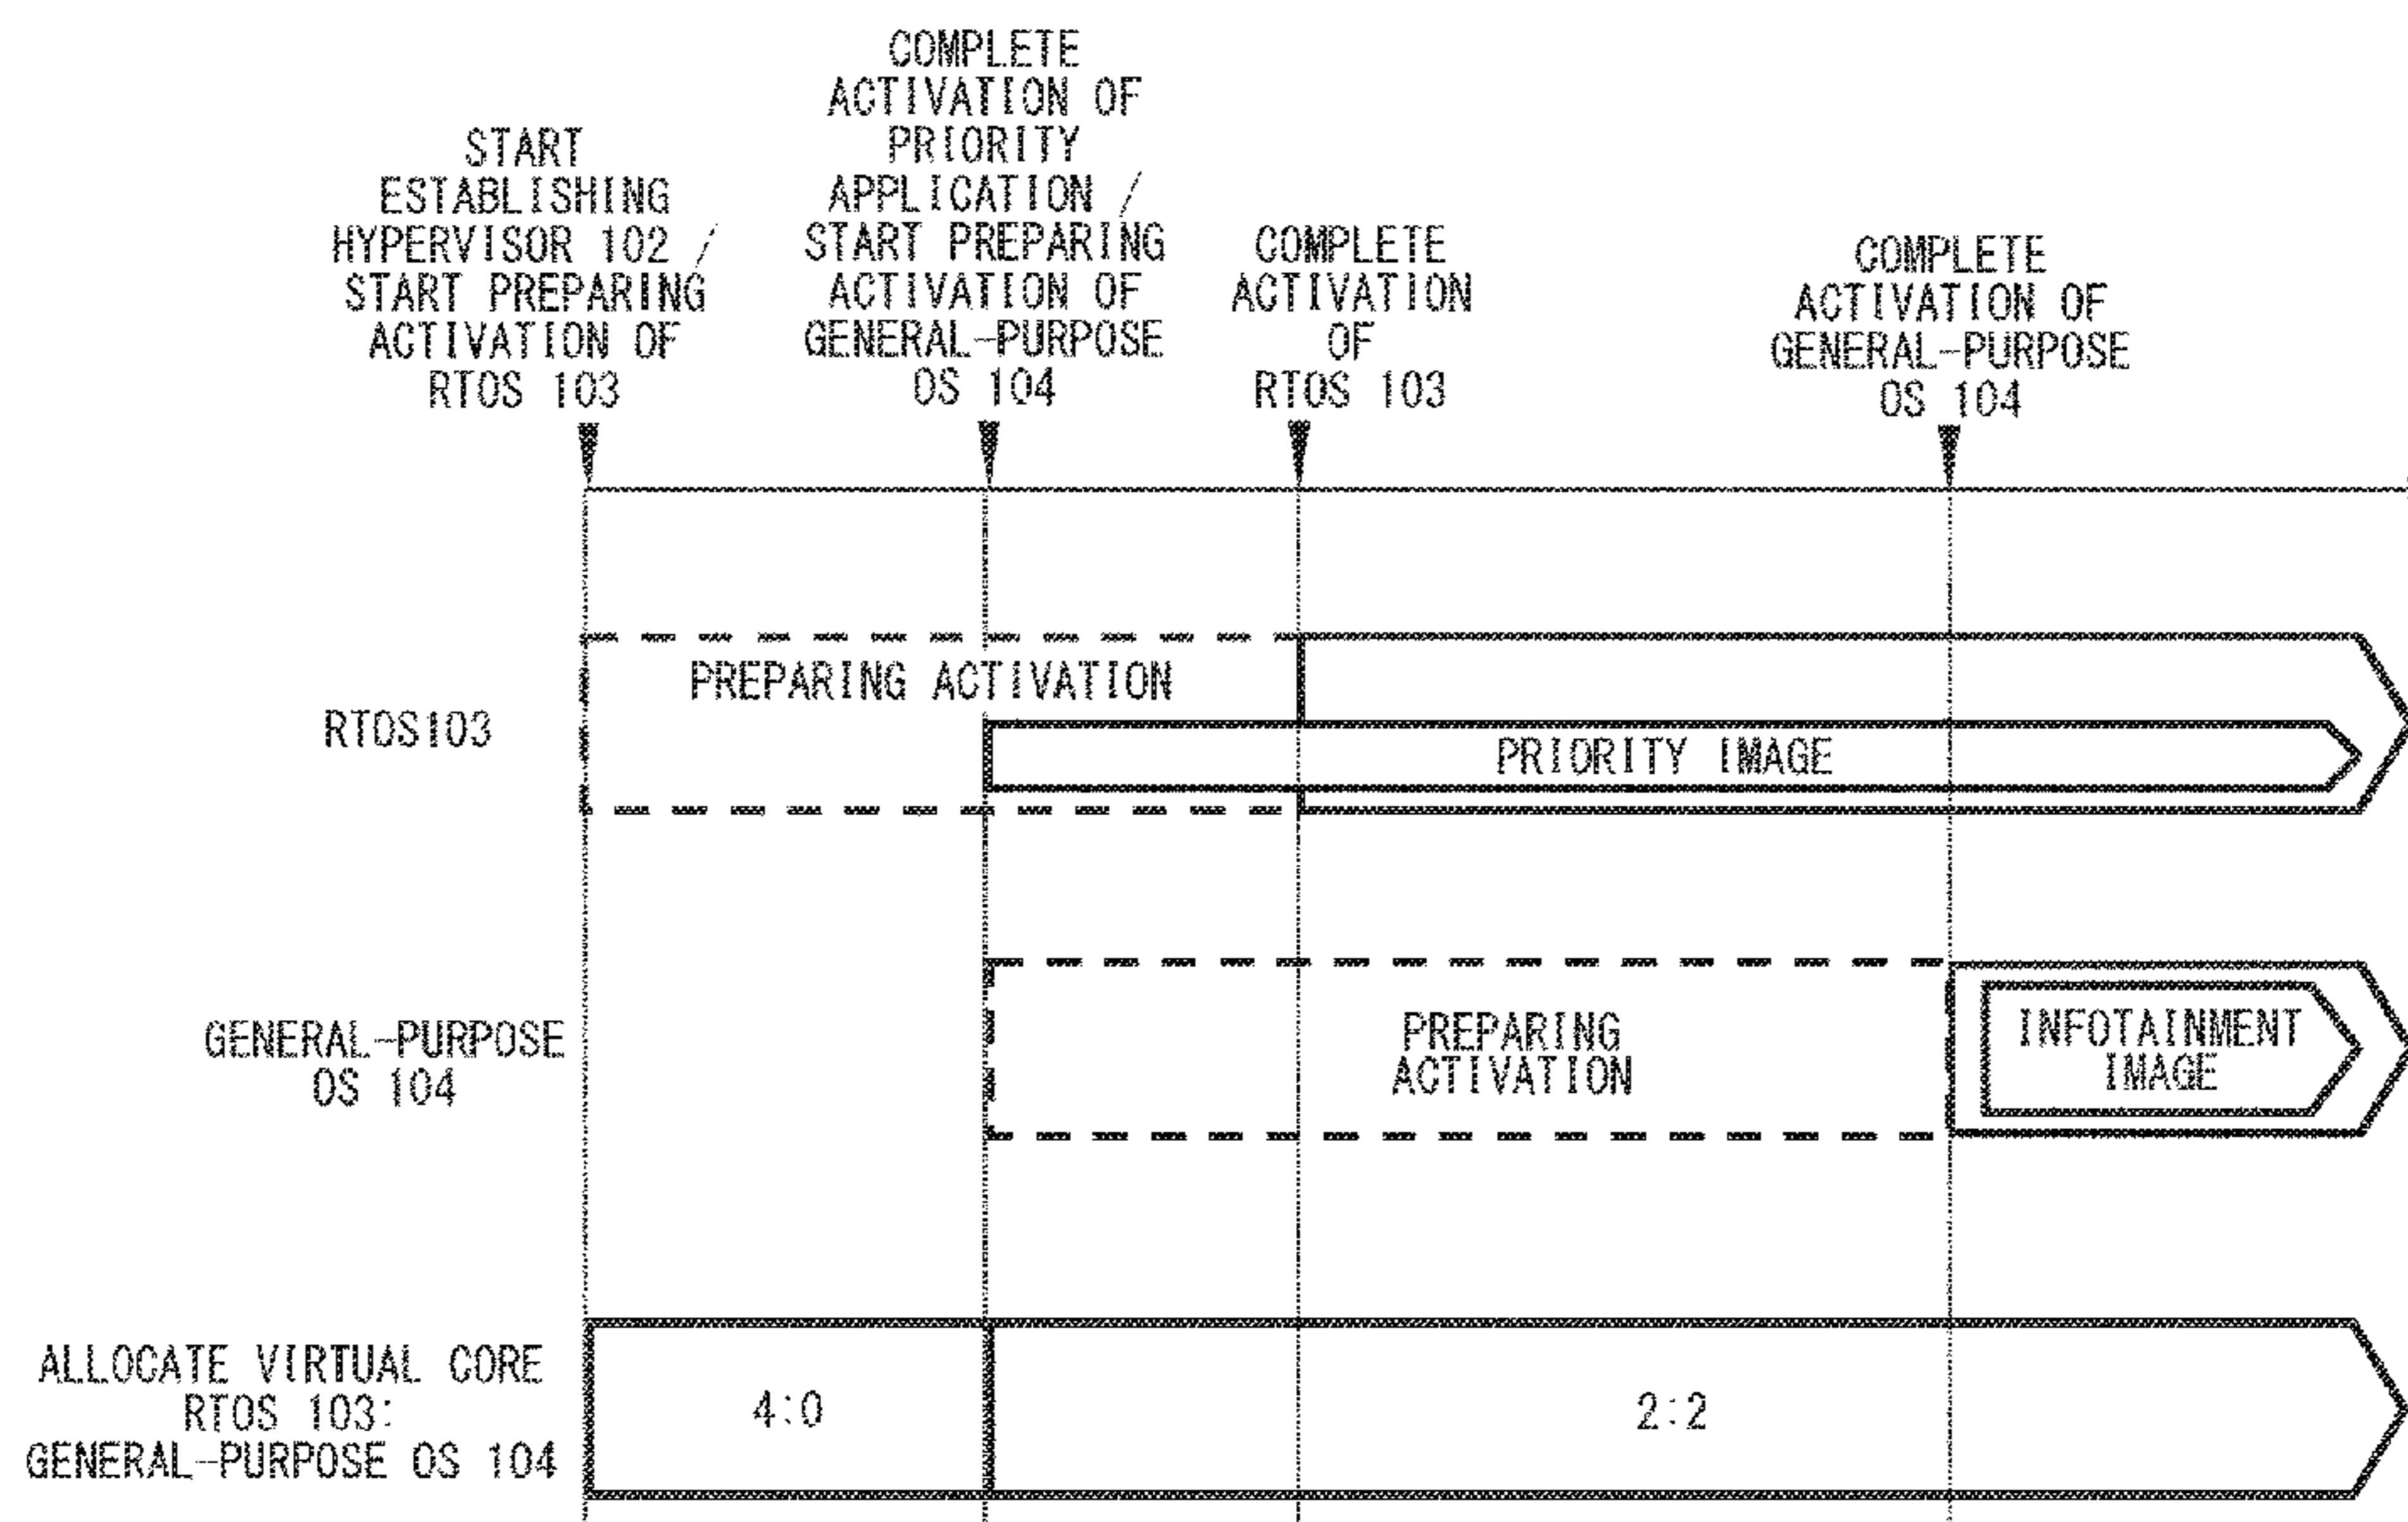 START
ESTABLISHING
HYPERVISOR 102 /
START PREPARING
ACTIVATION OF
RTOS 103
COMPLETE
ACTIVATION OF
PRIORITY
APPLICATION /
START PREPARING
ACTIVATION OF
GENERAL-PURPOSE
OS 104
COMPLETE
ACTIVATION
OF
RTOS 103
COMPLETE
ACTIVATION OF
GENERAL-PURPOSE
OS 104
RTOS103
PREPARING ACTIVATION
PRIORITY IMAGE
GENERAL-PURPOSE
OS 104
PREPARING
ACTIVATION
INFOTAINMENT
IMAGE
ALLOCATE VIRTUAL CORE
RTOS 103:
GENERAL-PURPOSE OS 104
4:0
2:2